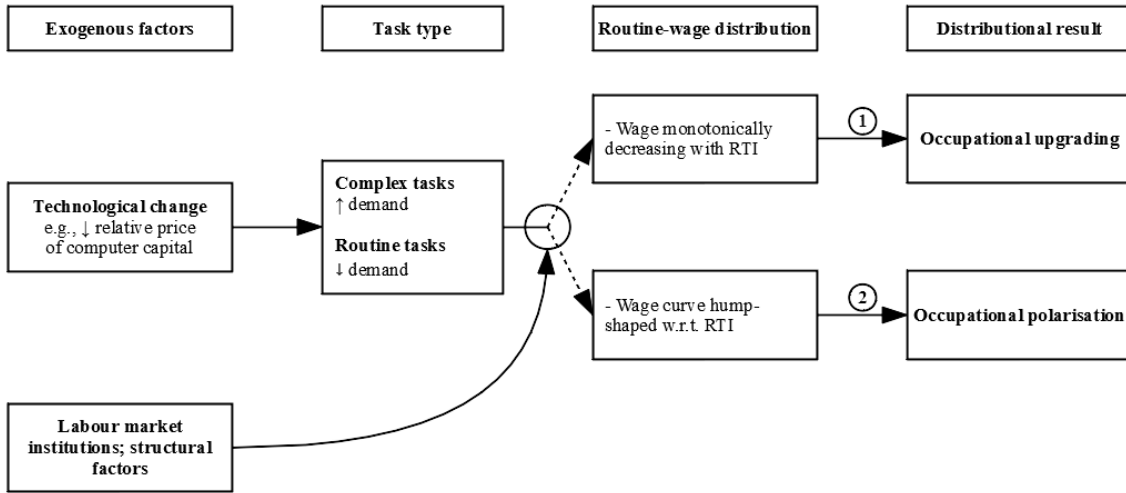 Exogenous factors
Task type
Routine-wage distribution
Distributional result
Technological change
e.g., ↓ relative price
of computer capital
Labour market
institutions; structural
factors
Complex tasks
↑ demand
Routine tasks
↓ demand
- Wage monotonically
decreasing with RTI
- Wage curve hump-
shaped w.r.t. RTI
1
2
Occupational upgrading
Occupational polarisation